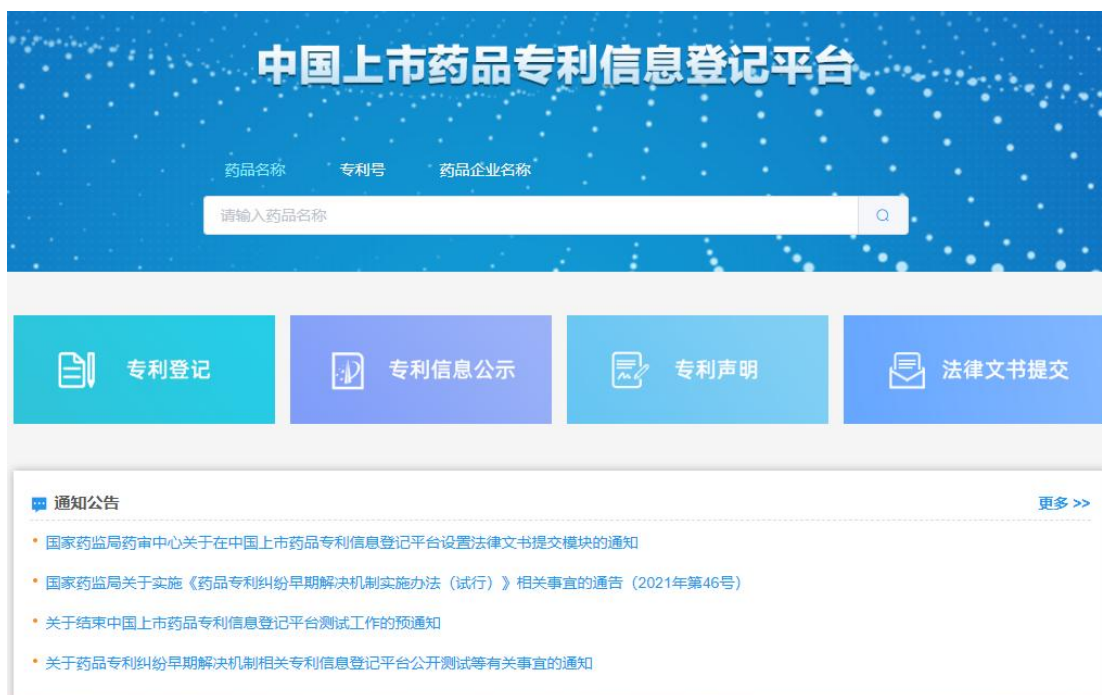 中国上市药品专利信息登记平台
药品名称 专利号 药品企业名称
请输入药品名称
专利登记 专利信息公示 专利声明 法律文书提交
通知公告 更多 >>
• 国家药监局药审中心关于在中国上市药品专利信息登记平台设置法律文书提交模块的通知
• 国家药监局关于实施《药品专利纠纷早期解决机制实施办法（试行）》相关事宜的通告（2021年第46号）
• 关于结束中国上市药品专利信息登记平台测试工作的预通知
• 关于药品专利纠纷早期解决机制相关专利信息登记平台公开测试等有关事宜的通知